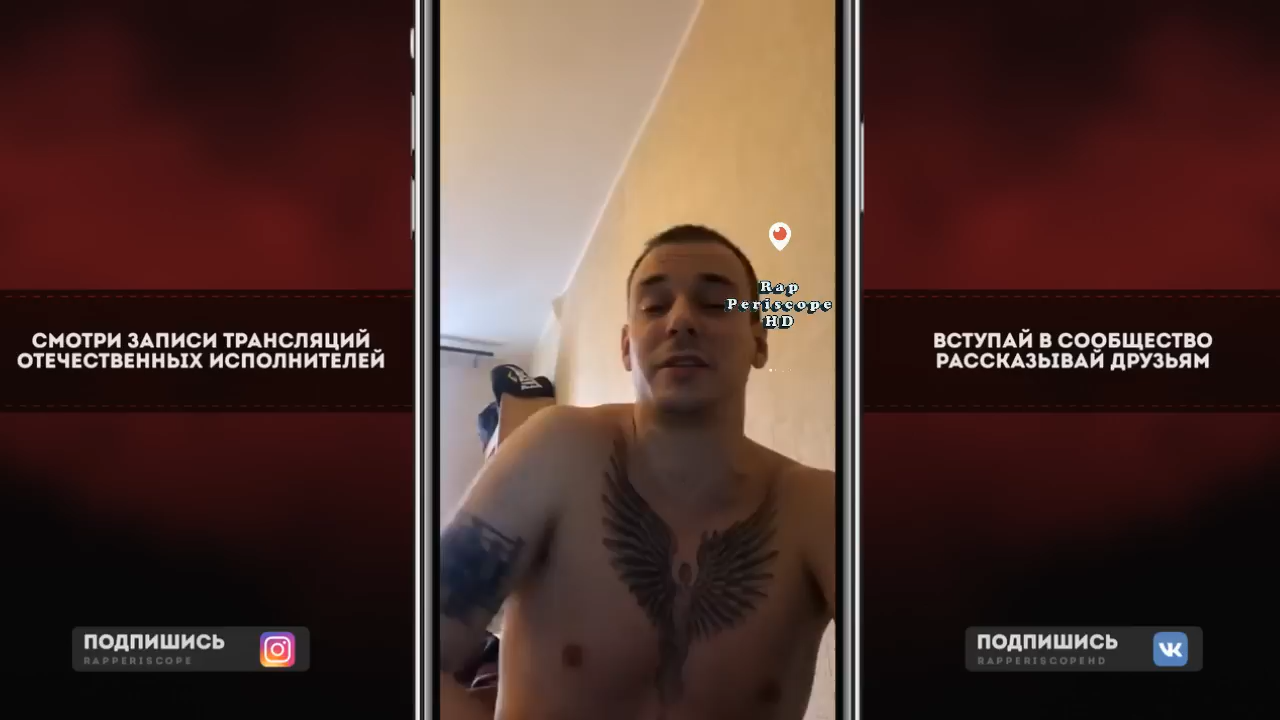 СМОТРИ ЗАПИСИ ТРАНСЛЯЦИЙ
ОТЕЧЕСТВЕННЫХ ИСПОЛНИТЕЛЕЙ
Rap
Periscope
HD
ВСТУПАЙ В СООБЩЕСТВО
РАССКАЗЫВАЙ ДРУЗЬЯМ
ПОДПИШИСЬ
RAPPERISCOPE
ПОДПИШИСЬ
RAPPERISCOPEHD